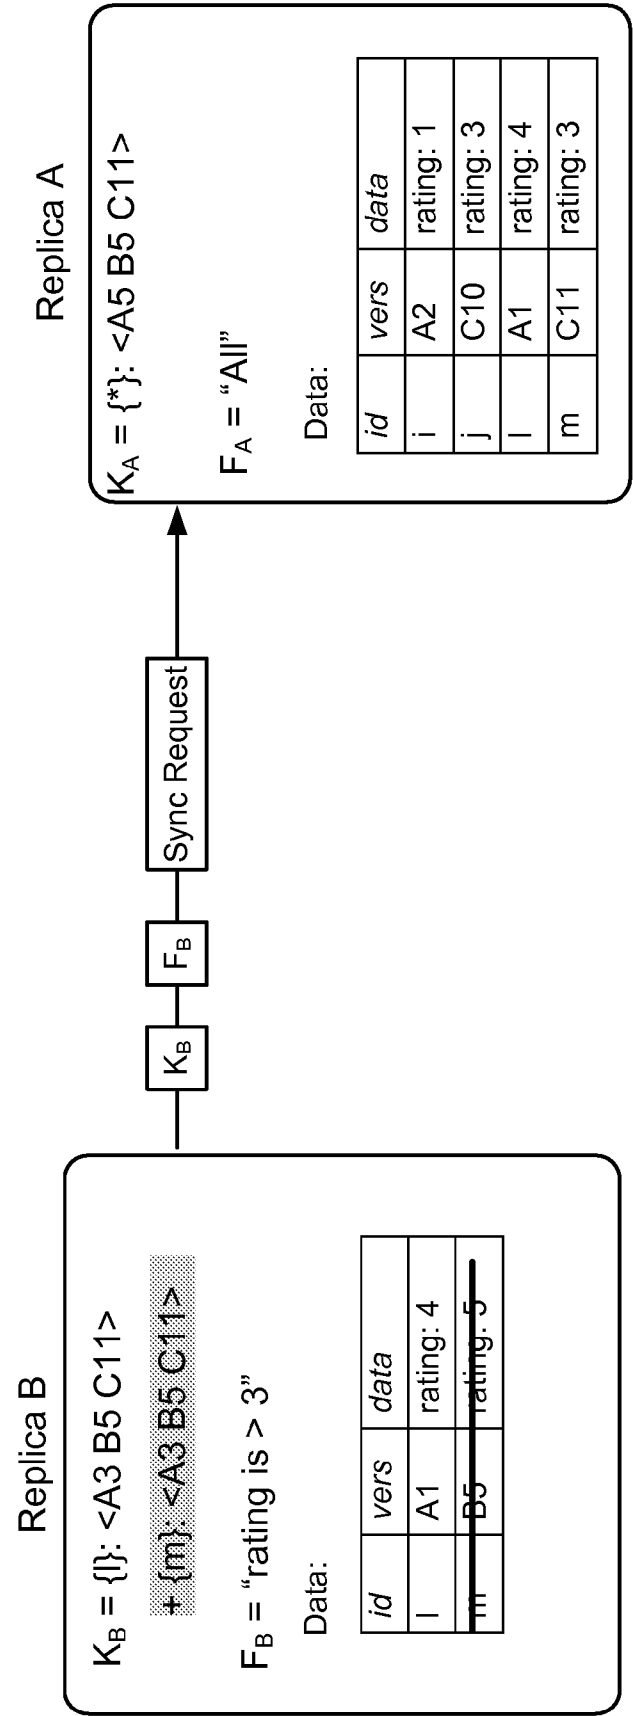 Replica B
K_B = {l}: <A3 B5 C11>
+ {m}: <A3 B5 C11>
F_B = “rating is > 3”
Data:
id vers data
l A1 rating: 4
m B5 rating: 5
K_B
F_B
Sync Request
Replica A
K_A = {*}: <A5 B5 C11>
F_A = “All”
Data:
id vers data
i A2 rating: 1
j C10 rating: 3
l A1 rating: 4
m C11 rating: 3